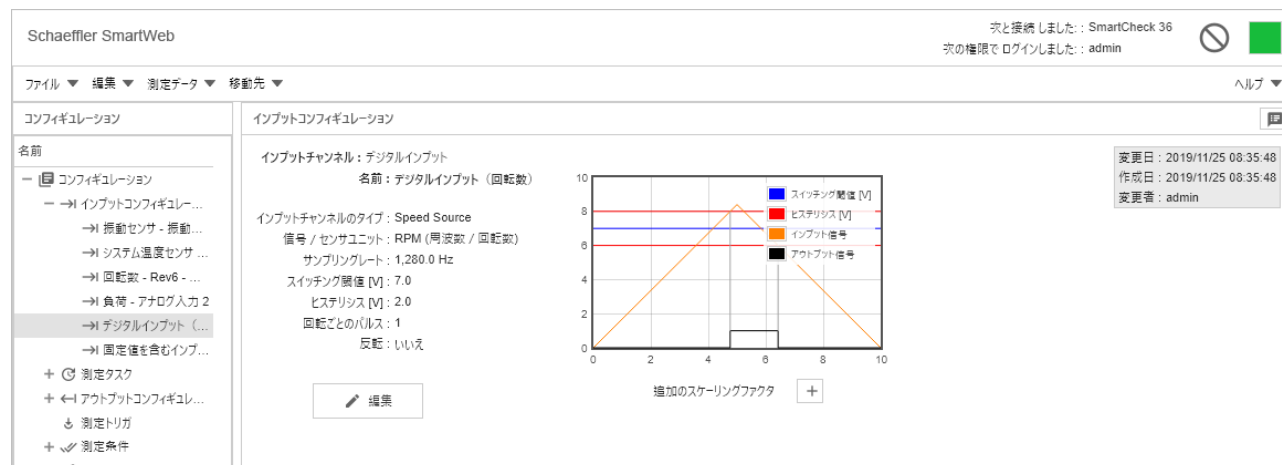 Schaeffler SmartWeb
次と接続 しました: : SmartCheck 36
次の権限で ログインしました: : admin
ファイル ▼ 編集 ▼ 測定データ ▼ 移動先 ▼ ヘルプ ▼
コンフィギュレーション
インプットコンフィギュレーション
名前
コンフィギュレーション
インプットコンフィギュレー...
振動センサ - 振動...
システム温度センサ ...
回転数 - Rev6 - ...
負荷 - アナログ入力 2
デジタルインプット（...
固定値を含むインプ...
測定タスク
アウトプットコンフィギュレ...
測定トリガ
測定条件
インプットチャンネル : デジタルインプット
名前 : デジタルインプット（回転数）
インプットチャンネルのタイプ : Speed Source
信号 / センサユニット : RPM (周波数 / 回転数)
サンプリングレート : 1,280.0 Hz
スイッチング閾値 [V] : 7.0
ヒステリシス [V] : 2.0
回転ごとのパルス : 1
反転 : いいえ
編集
10
8
6
4
2
0
0 2 4 6 8 10
スイッチング閾値 [V]
ヒステリシス [V]
インプット信号
アウトプット信号
追加のスケーリングファクタ +
変更日 : 2019/11/25 08:35:48
作成日 : 2019/11/25 08:35:48
変更者 : admin